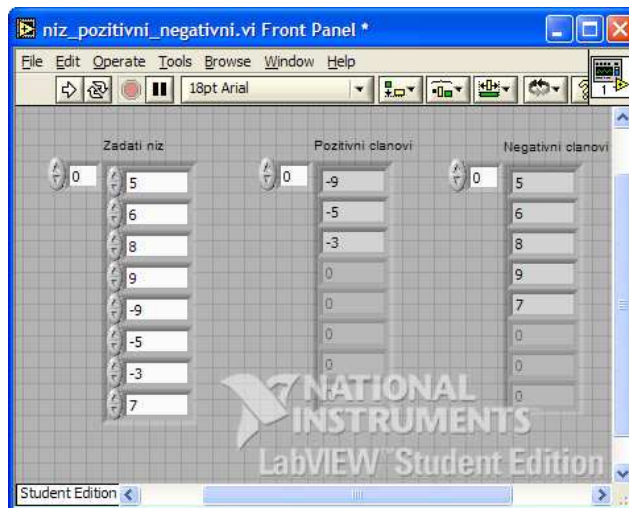 niz_pozitivni_negativni.vi Front Panel *
File Edit Operate Tools Browse Window Help
18pt Arial
1
Zadati niz
Pozitivni clanovi
Negativni clanovi
0 5
6
8
9
-9
-5
-3
7
0 -9
-5
-3
0
0
0
0
0 5
6
8
9
7
0
0
0
NATIONAL
INSTRUMENTS
LabVIEW™ Student Edition
Student Edition